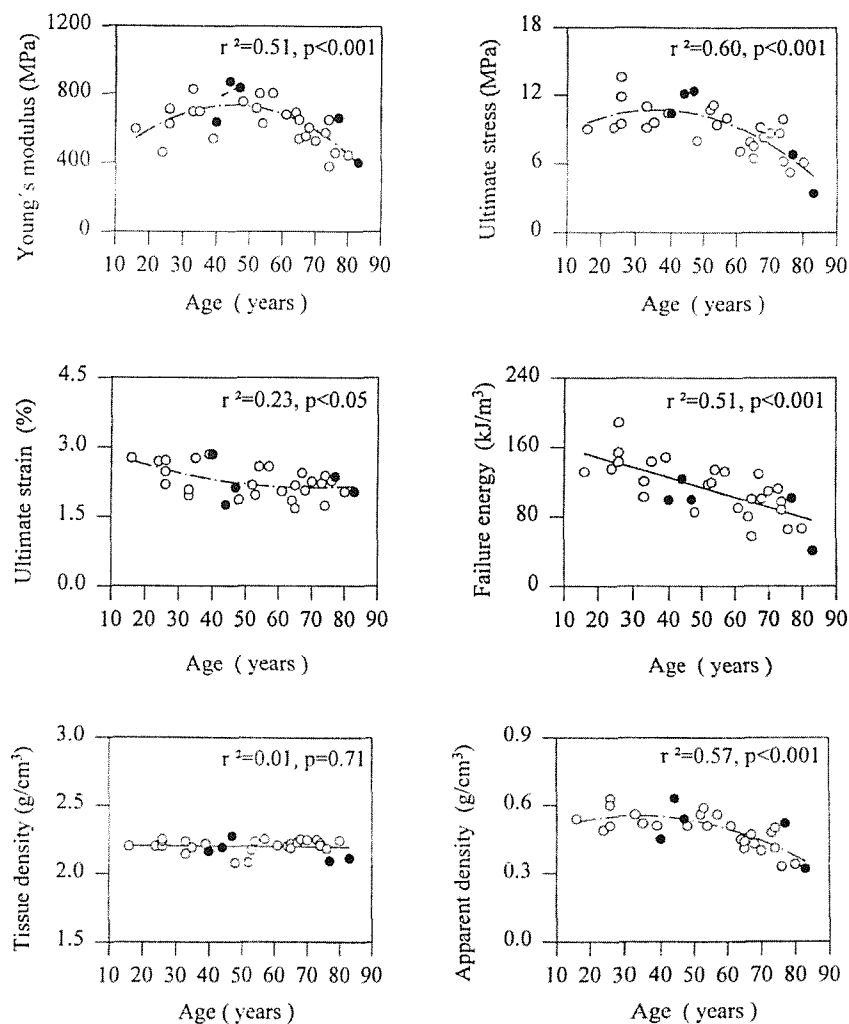 Young's modulus (MPa)
1200
800
400
0
r ²=0.51, p<0.001
10 20 30 40 50 60 70 80 90
Age ( years)
Ultimate stress (MPa)
18
12
6
0
r ²=0.60, p<0.001
10 20 30 40 50 60 70 80 90
Age ( years)
Ultimate strain (%)
4.5
3.0
1.5
0.0
r ²=0.23, p<0.05
10 20 30 40 50 60 70 80 90
Age ( years)
Failure energy (kJ/m³)
240
160
80
0
r ²=0.51, p<0.001
10 20 30 40 50 60 70 80 90
Age ( years)
Tissue density (g/cm³)
3.0
2.5
2.0
1.5
r ²=0.01, p=0.71
10 20 30 40 50 60 70 80 90
Age ( years)
Apparent density (g/cm³)
0.9
0.6
0.3
0.0
r ²=0.57, p<0.001
10 20 30 40 50 60 70 80 90
Age ( years)